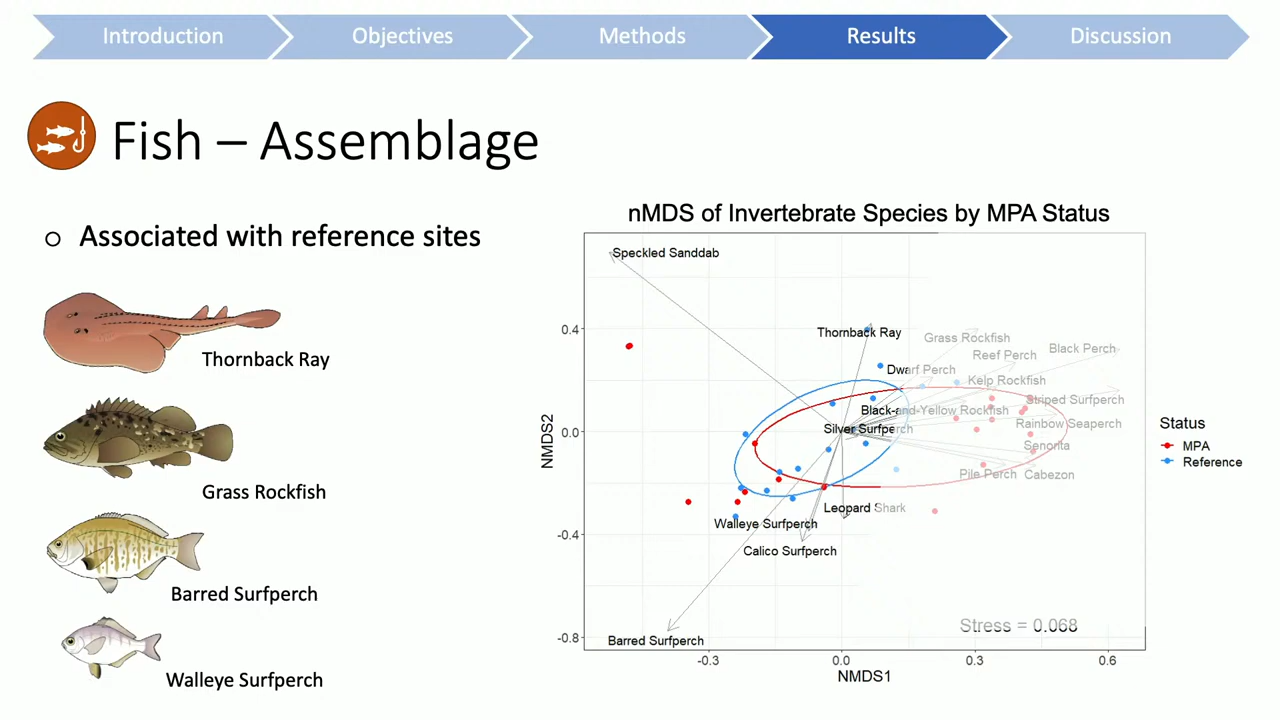 Introduction
Objectives
Methods
Results
Discussion
Fish – Assemblage
o Associated with reference sites
Thornback Ray
Grass Rockfish
Barred Surfperch
Walleye Surfperch
nMDS of Invertebrate Species by MPA Status
Speckled Sanddab
Thornback Ray
Grass Rockfish
Reef Perch
Black Perch
Dwarf Perch
Kelp Rockfish
Striped Surfperch
Black-and-Yellow Rockfish
Rainbow Seaperch
Silver Surfperch
Senorita
Pile Perch
Cabezon
Leopard Shark
Walleye Surfperch
Calico Surfperch
Barred Surfperch
Stress = 0.068
0.4
0.0
-0.4
-0.8
NMDS2
-0.3
0.0
0.3
0.6
NMDS1
Status
MPA
Reference